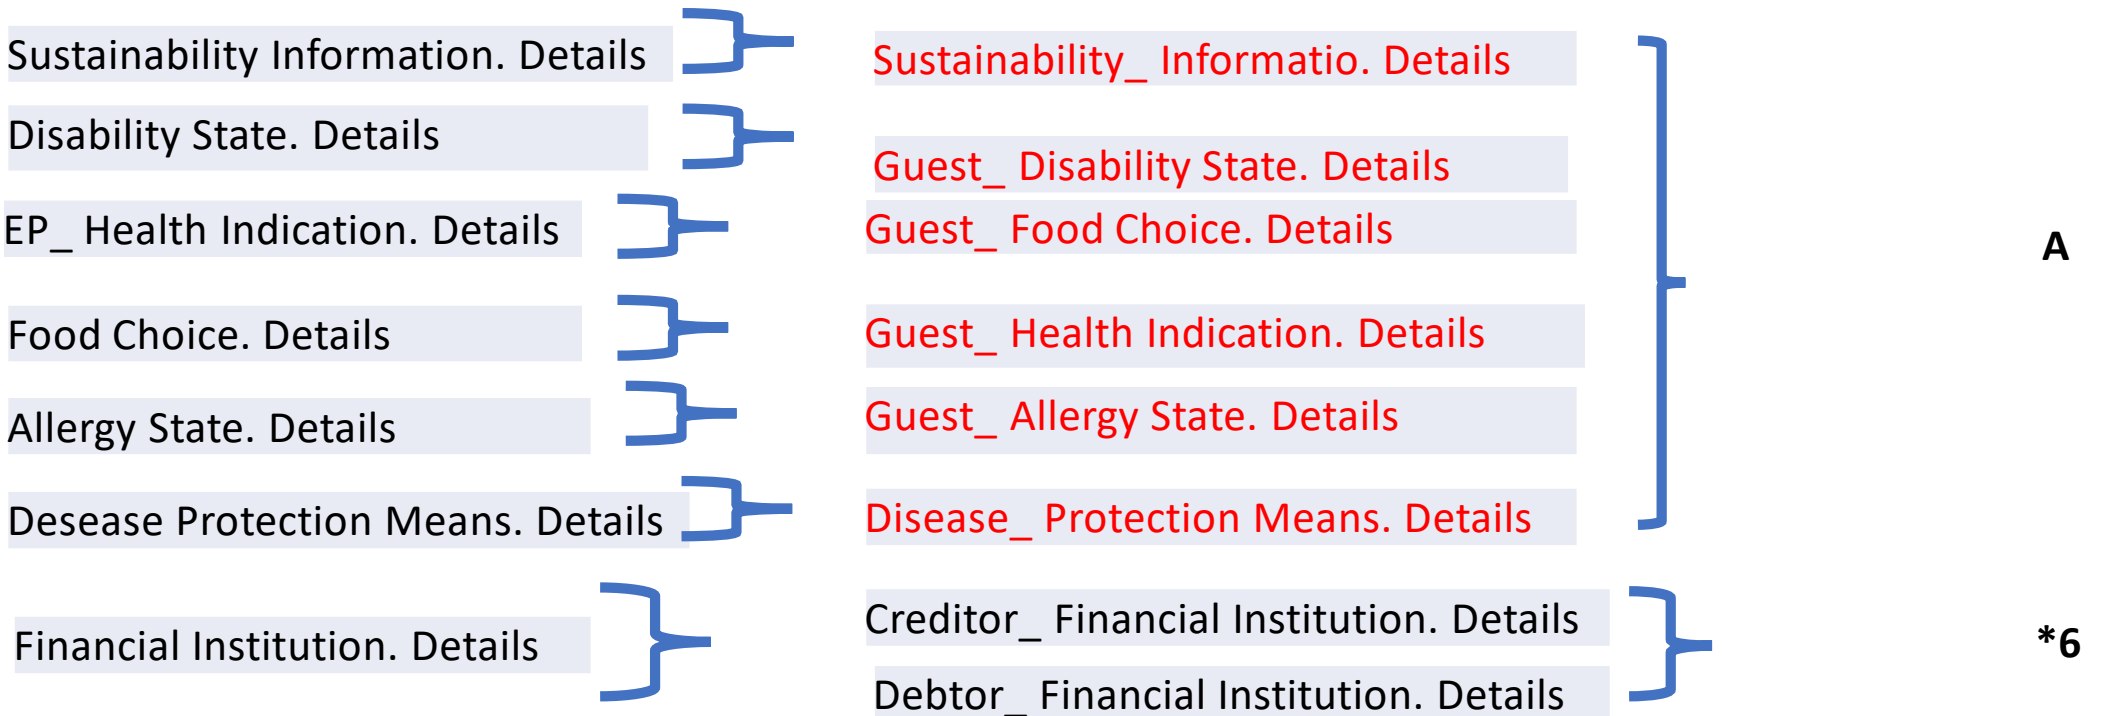 Sustainability Information. Details
Sustainability_ Informatio. Details
Disability State. Details
Guest_ Disability State. Details
EP_ Health Indication. Details
Guest_ Food Choice. Details
A
Food Choice. Details
Guest_ Health Indication. Details
Allergy State. Details
Guest_ Allergy State. Details
Desease Protection Means. Details
Disease_ Protection Means. Details
Financial Institution. Details
Creditor_ Financial Institution. Details
*6
Debtor_ Financial Institution. Details